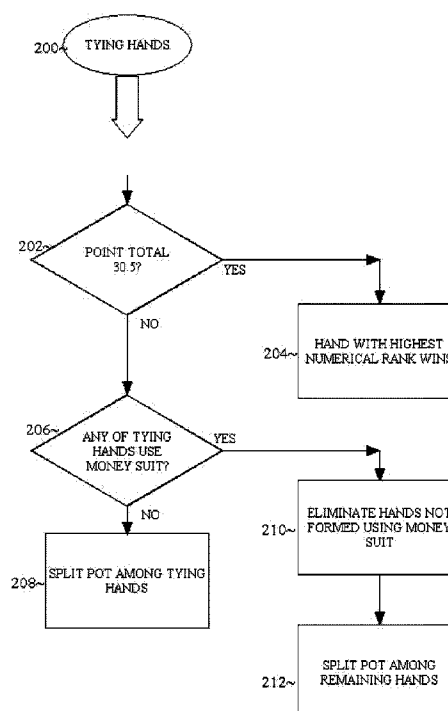 200~ TYING HANDS
202~ POINT TOTAL
30.5?
YES
NO
204~ HAND WITH HIGHEST
NUMERICAL RANK WINS
206~ ANY OF TYING
HANDS USE
MONEY SUIT?
YES
NO
208~ SPLIT POT AMONG TYING
HANDS
210~ ELIMINATE HANDS NOT
FORMED USING MONEY
SUIT
212~ SPLIT POT AMONG
REMAINING HANDS